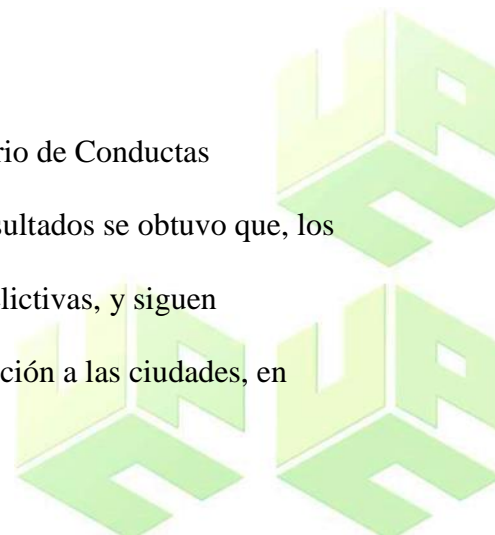 rio de Conductas
sultados se obtuvo que, los
lictivas, y siguen
ción a las ciudades, en